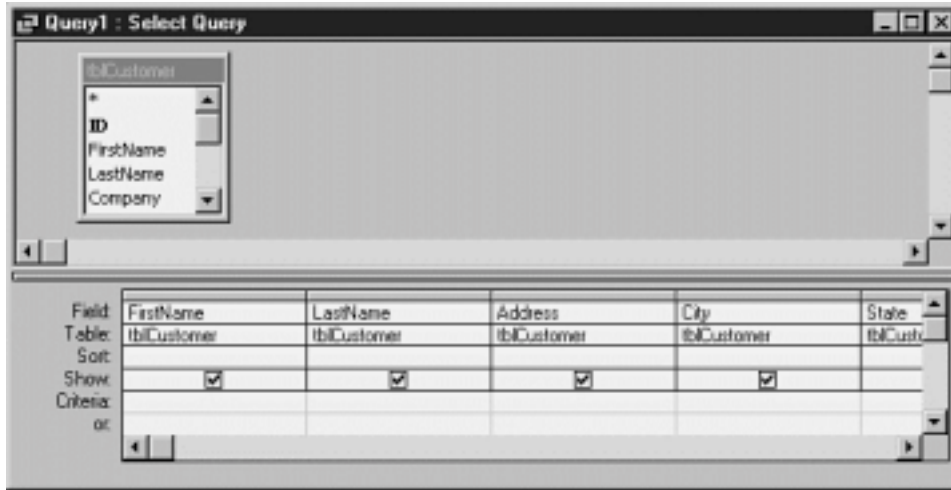 Query1 : Select Query
tblCustomer
*
ID
FirstName
LastName
Company
Field: FirstName LastName Address City State
Table: tblCustomer tblCustomer tblCustomer tblCustomer tblCusto
Sort:
Show:
Criteria:
or: